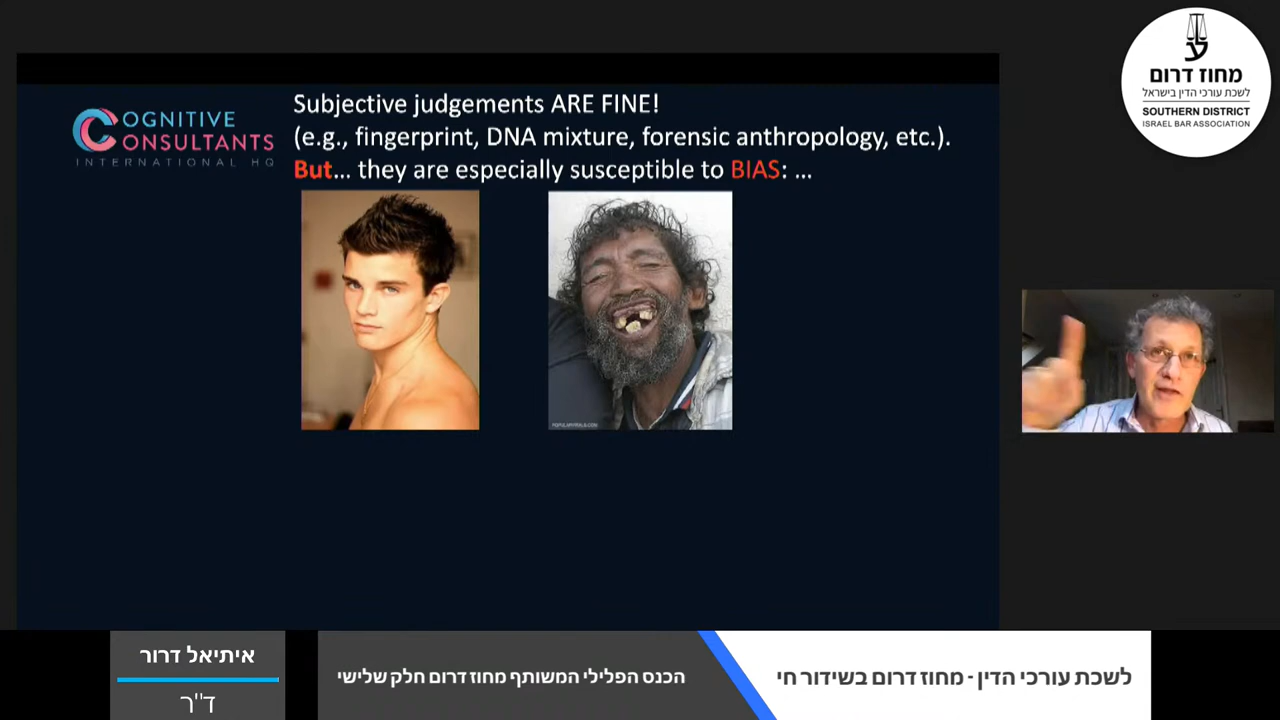 COGNITIVE
CONSULTANTS
INTERNATIONAL HQ
Subjective judgements ARE FINE!
(e.g., fingerprint, DNA mixture, forensic anthropology, etc.).
But... they are especially susceptible to BIAS: ...
מחוז דרום
לשכת עורכי הדין בישראל
SOUTHERN DISTRICT
ISRAEL BAR ASSOCIATION
איתיאל דרור
ד"ר
הכנס הפלילי המשותף מחוז דרום חלק שלישי
לשכת עורכי הדין - מחוז דרום בשידור חי